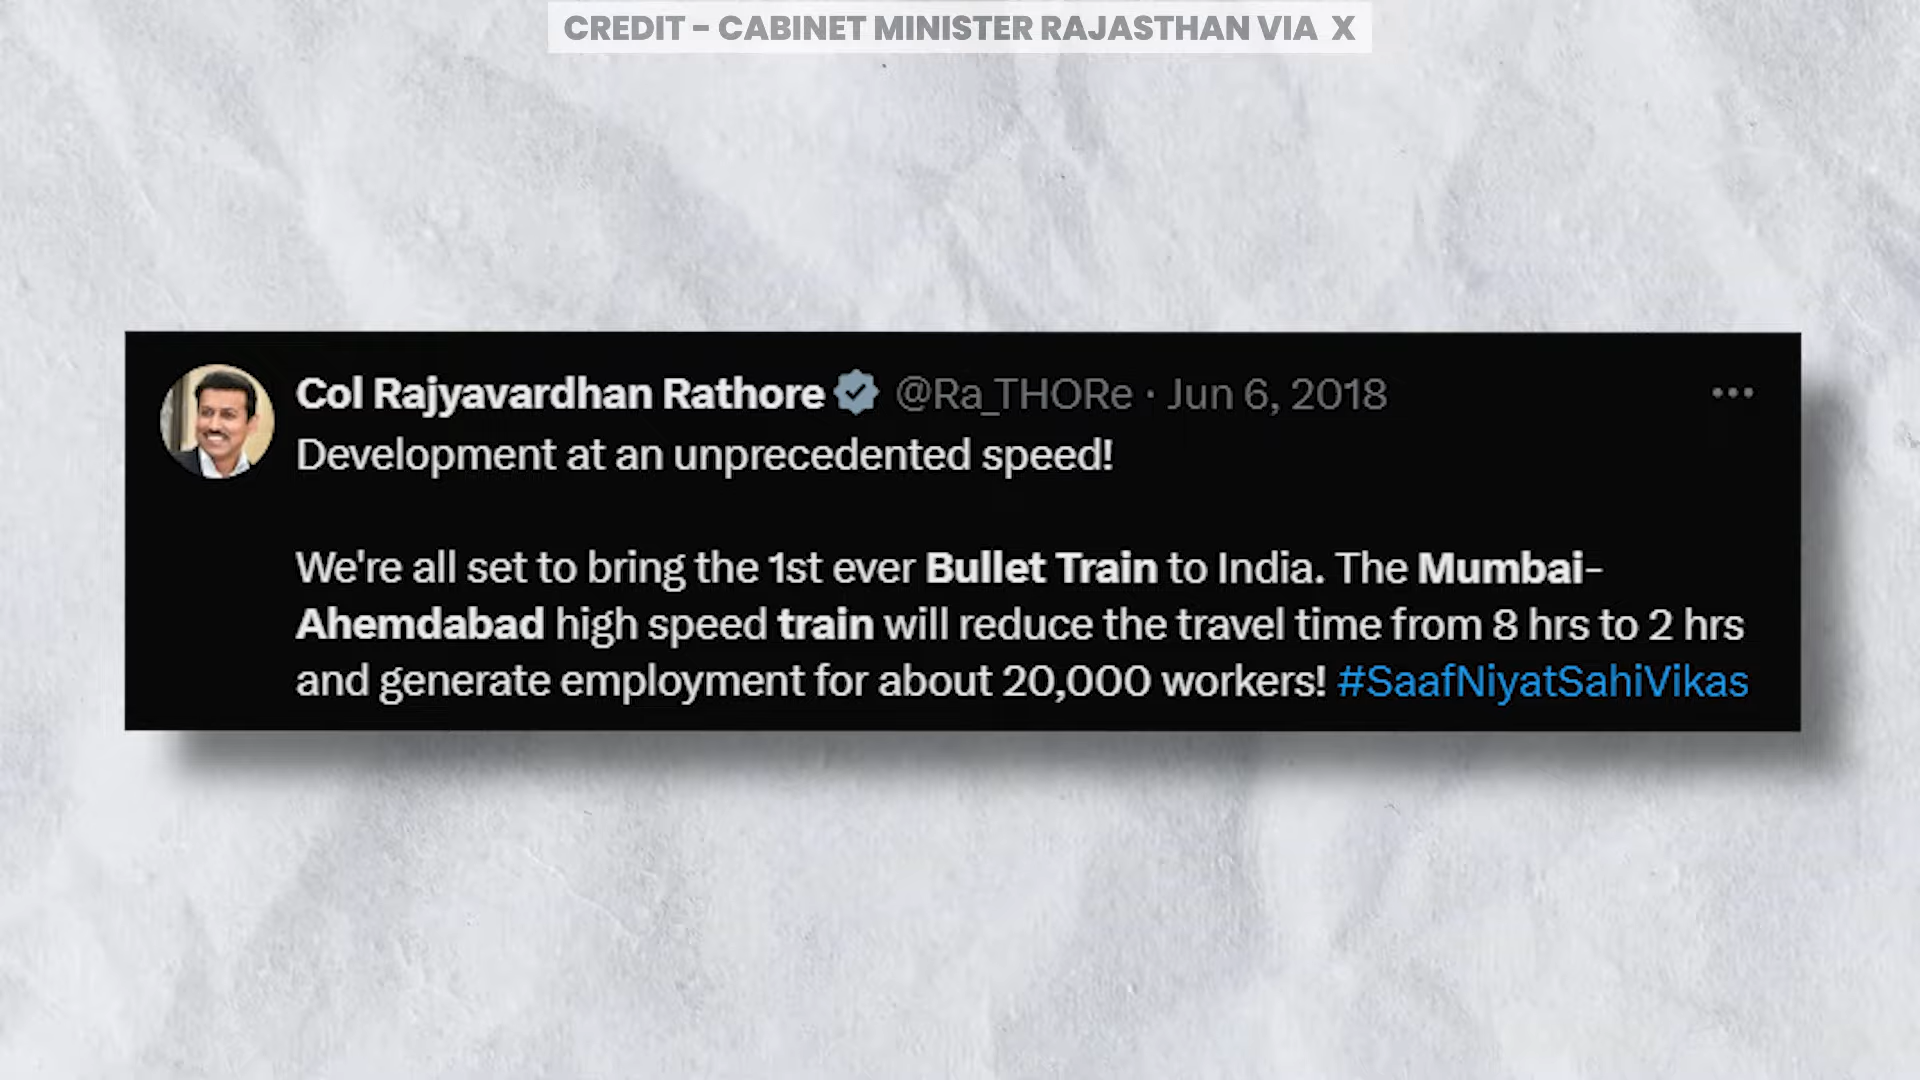 CREDIT - CABINET MINISTER RAJASTHAN VIA X
Col Rajyavardhan Rathore @Ra_THORe · Jun 6, 2018
Development at an unprecedented speed!
We're all set to bring the 1st ever Bullet Train to India. The Mumbai-
Ahemdabad high speed train will reduce the travel time from 8 hrs to 2 hrs
and generate employment for about 20,000 workers! #SaafNiyatSahiVikas